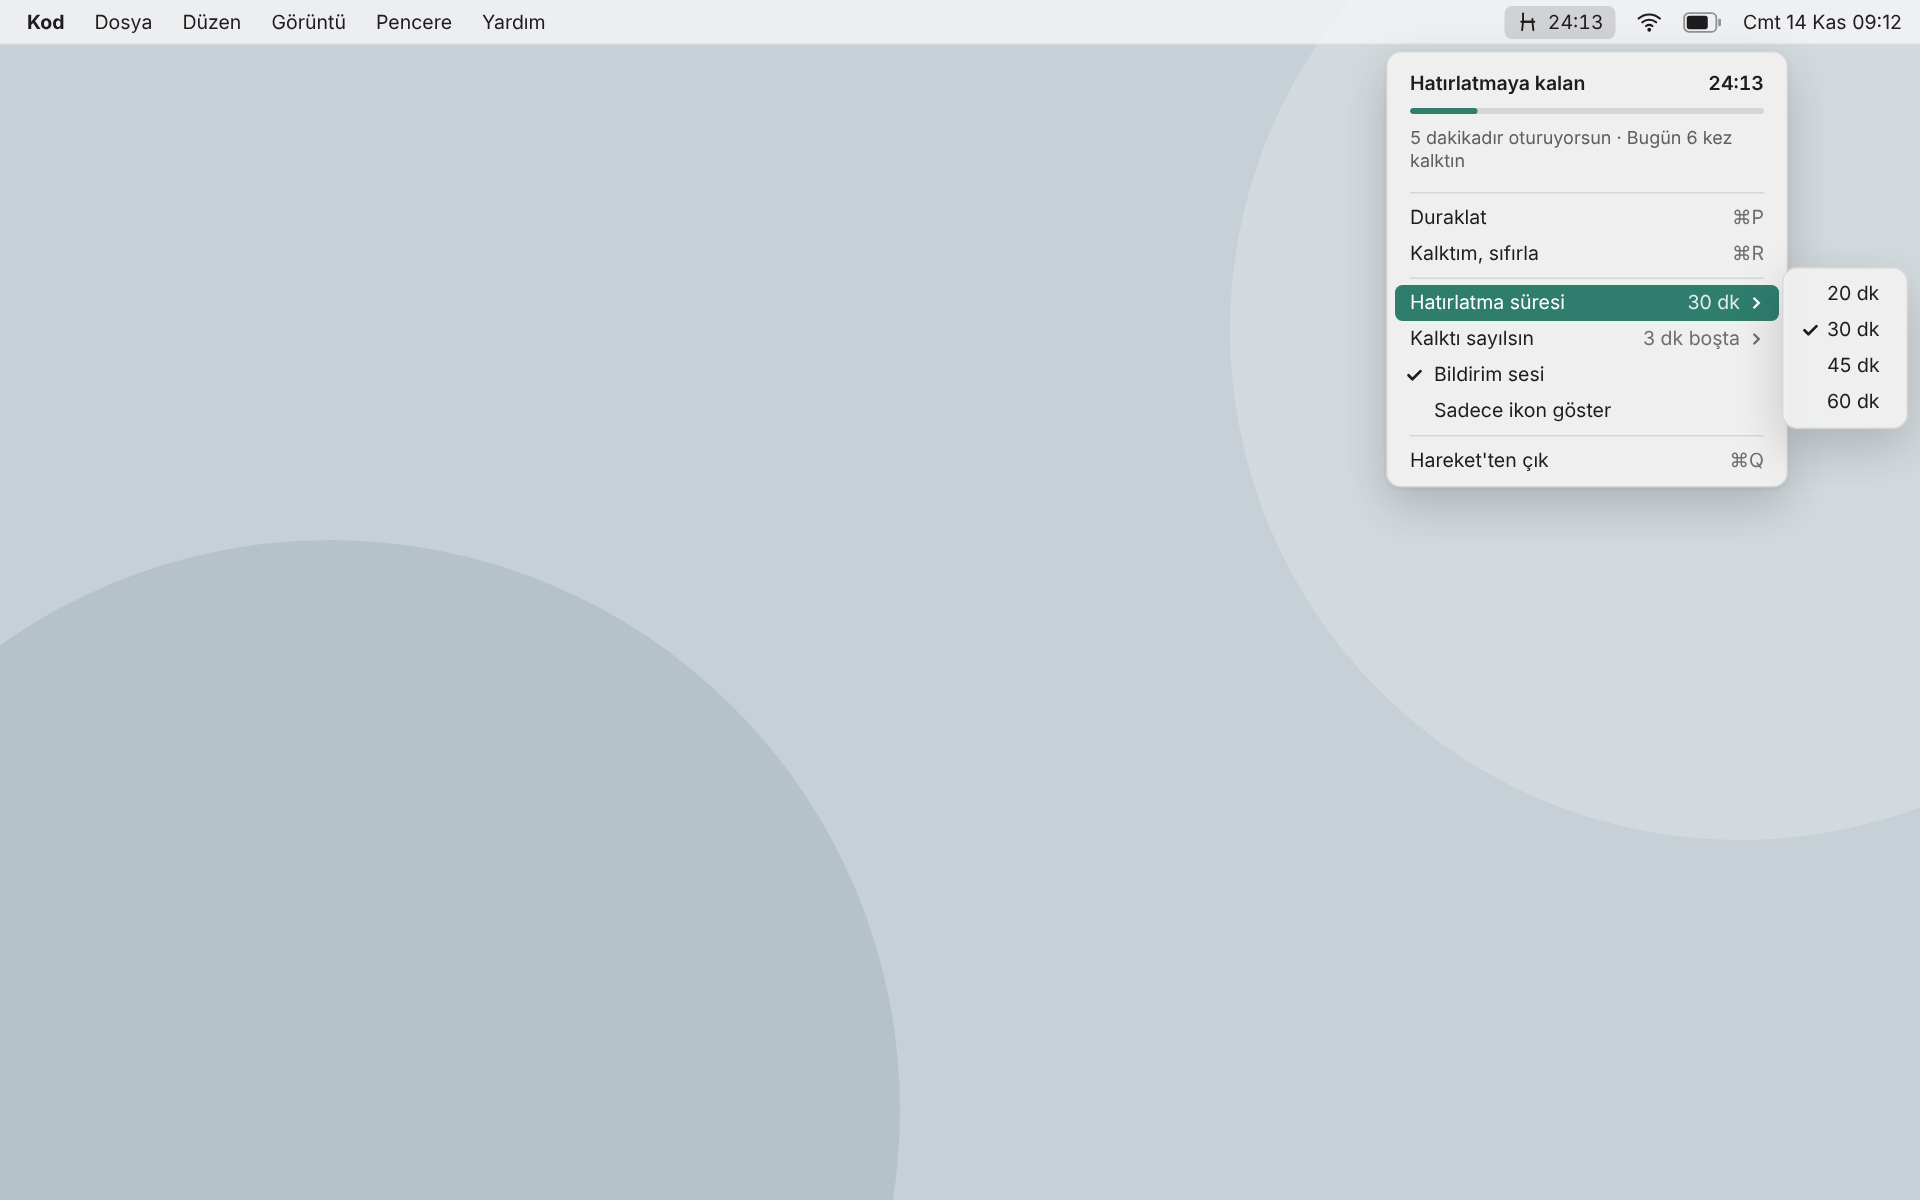 Kod Dosya Düzen Görüntü Pencere Yardım 24:13 Cmt 14 Kas 09:12
Hatırlatmaya kalan 24:13
5 dakikadır oturuyorsun · Bugün 6 kez
kalktın
Duraklat ⌘P
Kalktım, sıfırla ⌘R
Hatırlatma süresi 30 dk
Kalktı sayılsın 3 dk boşta
Bildirim sesi
Sadece ikon göster
Hareket'ten çık ⌘Q
20 dk
30 dk
45 dk
60 dk